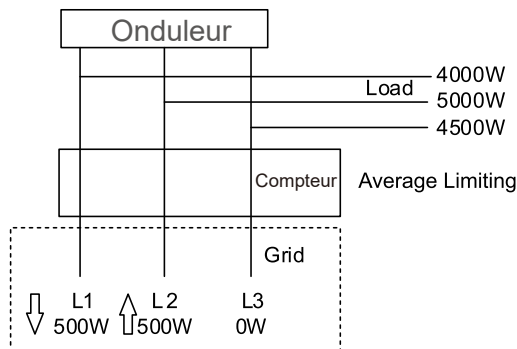 Onduleur
4000W
Load
5000W
4500W
Compteur
Average Limiting
Grid
L1 L2 L3
500W 500W 0W